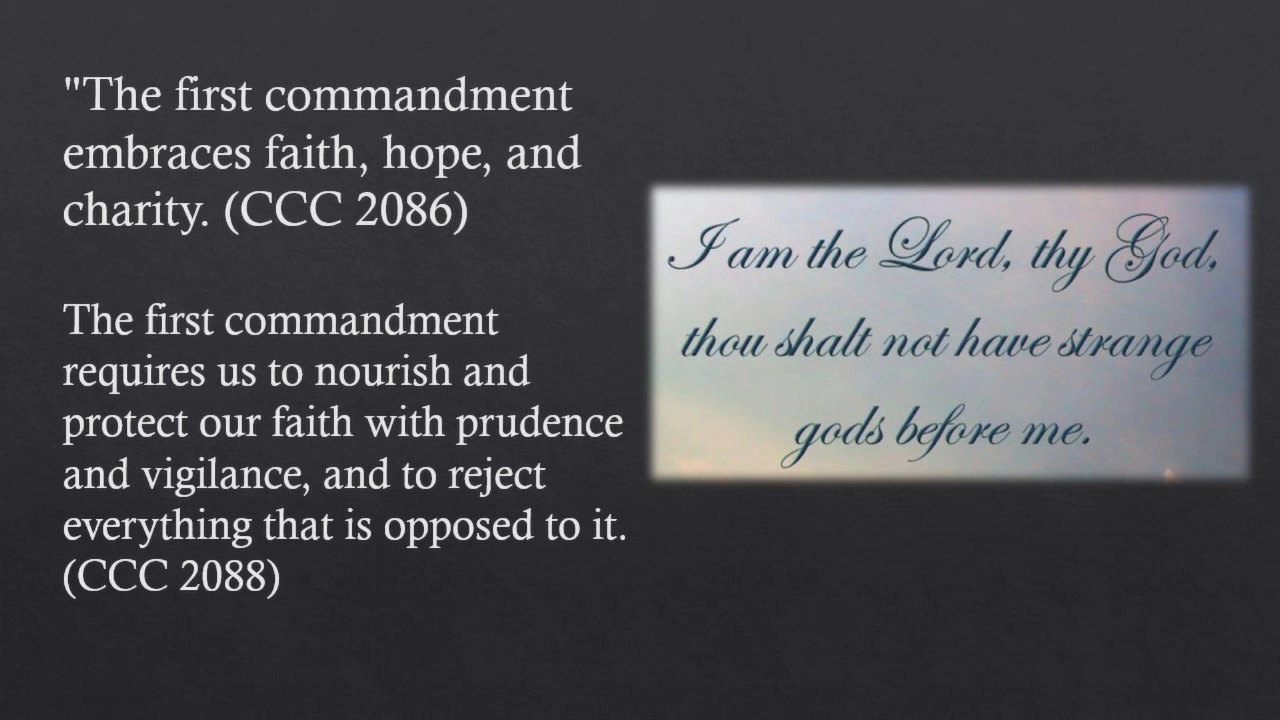 "The first commandment
embraces faith, hope, and
charity. (CCC 2086)
The first commandment
requires us to nourish and
protect our faith with prudence
and vigilance, and to reject
everything that is opposed to it.
(CCC 2088)
I am the Lord, thy God,
thou shalt not have strange
gods before me.